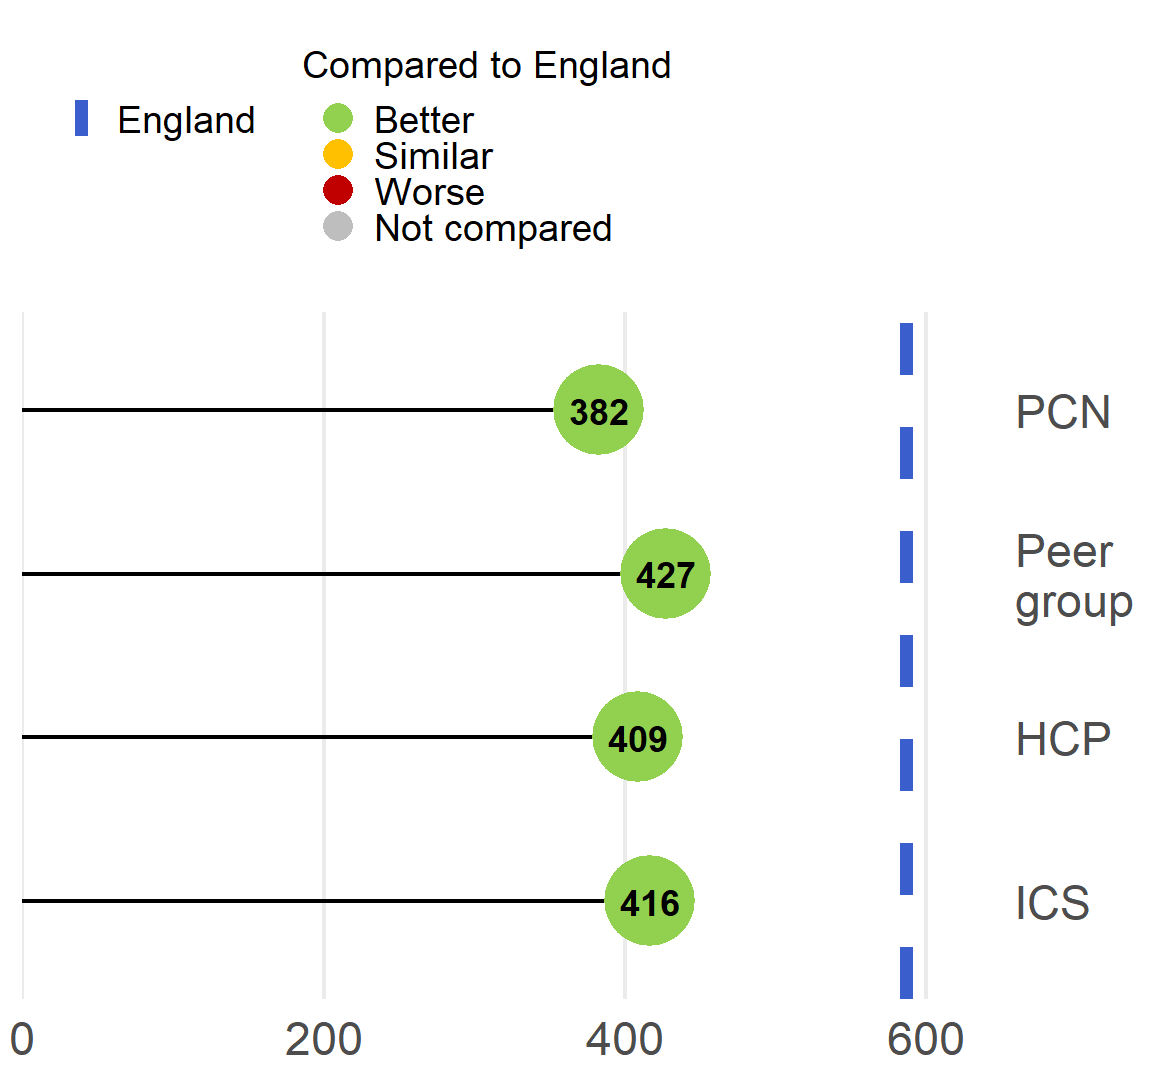 Compared to England
England
Better
Similar
Worse
Not compared
382
PCN
427
Peer
group
409
HCP
416
ICS
0
200
400
600